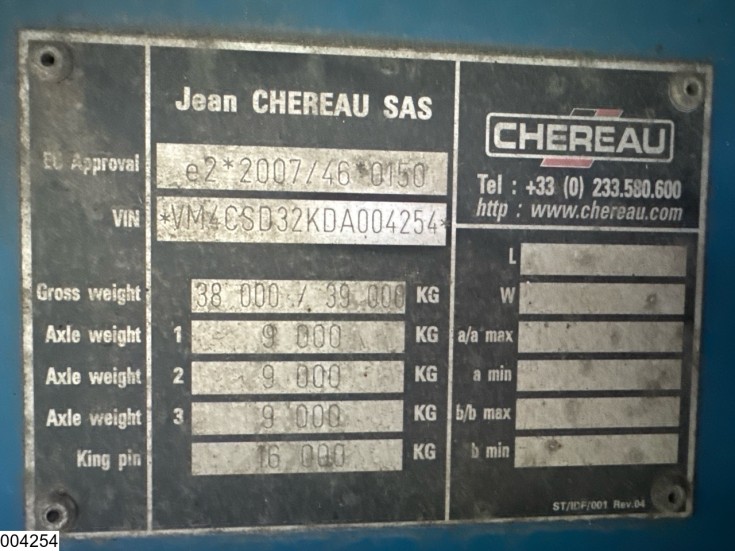 Jean CHEREAU SAS
EC Approval e2*2007/46*0150
VIN *VM4CSD32KDA004254*
Gross weight 38 000 / 39 000 KG
Axle weight 1 9 000 KG
Axle weight 2 9 000 KG
Axle weight 3 9 000 KG
King pin 16 000 KG
CHEREAU
Tel : +33 (0) 233.580.600
http : www.chereau.com
L
W
a/a max
a min
b/b max
b min
ST/IDF/001 Rev.04
004254